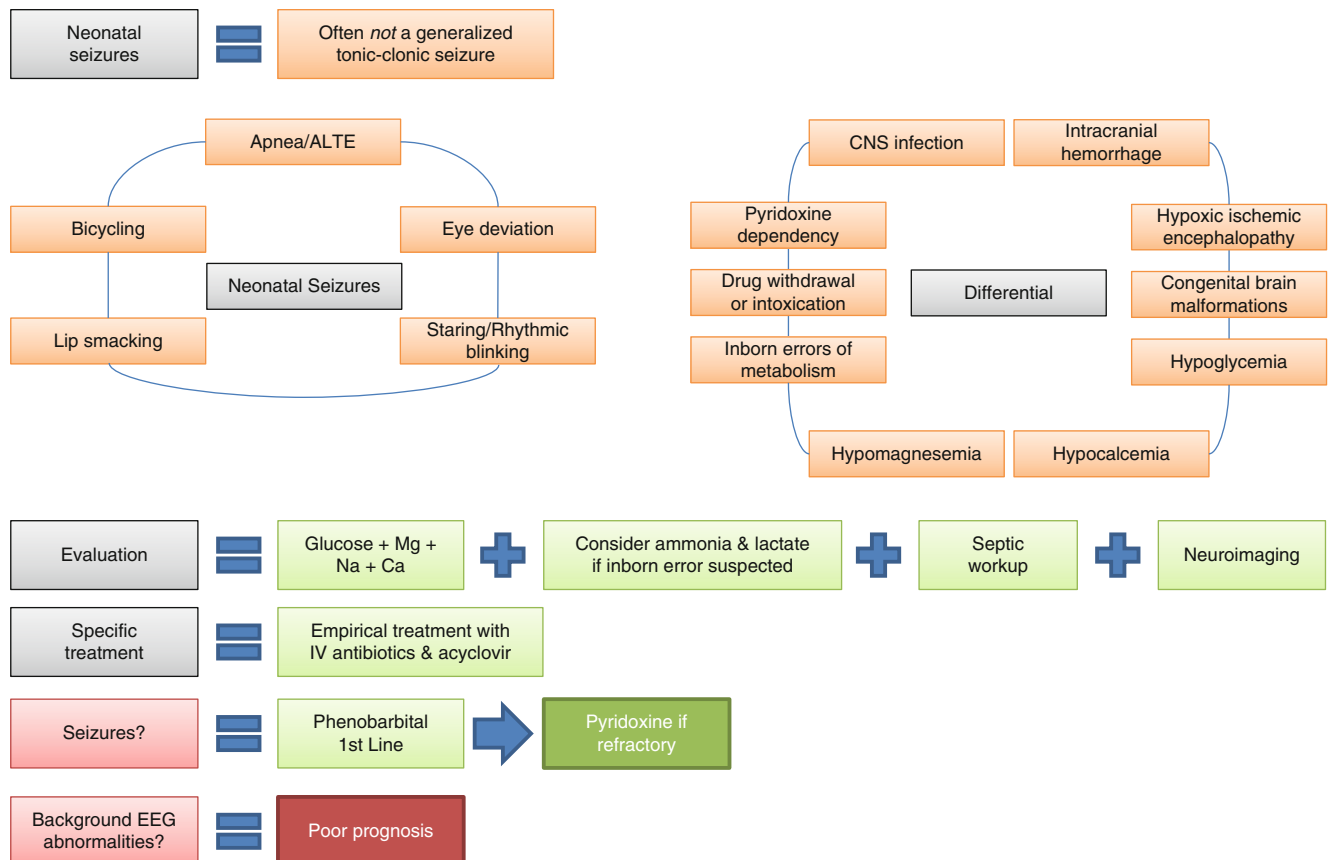 Neonatal
seizures
Often not a generalized
tonic-clonic seizure
Apnea/ALTE
Bicycling
Eye deviation
Neonatal Seizures
Lip smacking
Staring/Rhythmic
blinking
CNS infection
Intracranial
hemorrhage
Pyridoxine
dependency
Hypoxic ischemic
encephalopathy
Drug withdrawal
or intoxication
Differential
Congenital brain
malformations
Inborn errors of
metabolism
Hypoglycemia
Hypomagnesemia
Hypocalcemia
Evaluation
Glucose + Mg +
Na + Ca
Consider ammonia & lactate
if inborn error suspected
Septic
workup
Neuroimaging
Specific
treatment
Empirical treatment with
IV antibiotics & acyclovir
Seizures?
Phenobarbital
1st Line
Pyridoxine if
refractory
Background EEG
abnormalities?
Poor prognosis